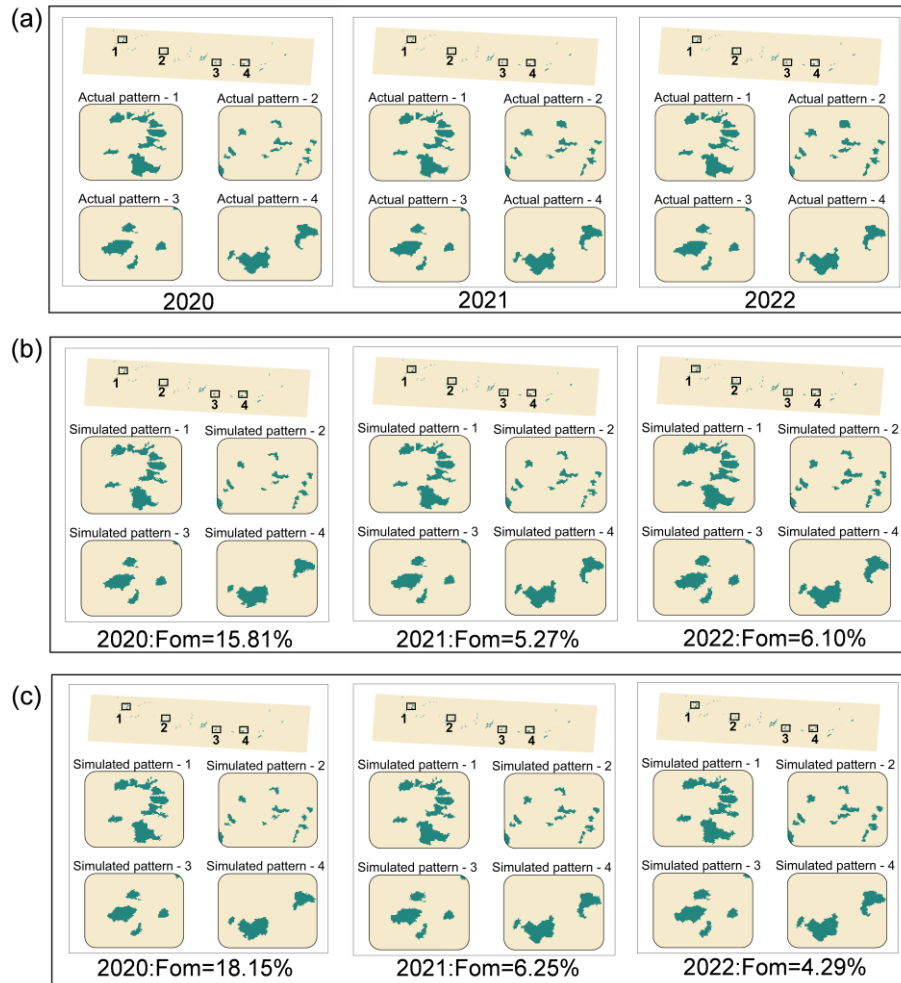 (a)
1 2 3 4
1 2 3 4
1 2 3 4
Actual pattern - 1 Actual pattern - 2
Actual pattern - 1 Actual pattern - 2
Actual pattern - 1 Actual pattern - 2
Actual pattern - 3 Actual pattern - 4
Actual pattern - 3 Actual pattern - 4
Actual pattern - 3 Actual pattern - 4
2020 2021 2022
(b)
1 2 3 4
1 2 3 4
1 2 3 4
Simulated pattern - 1 Simulated pattern - 2
Simulated pattern - 1 Simulated pattern - 2
Simulated pattern - 1 Simulated pattern - 2
Simulated pattern - 3 Simulated pattern - 4
Simulated pattern - 3 Simulated pattern - 4
Simulated pattern - 3 Simulated pattern - 4
2020:Fom=15.81% 2021:Fom=5.27% 2022:Fom=6.10%
(c)
1 2 3 4
1 2 3 4
1 2 3 4
Simulated pattern - 1 Simulated pattern - 2
Simulated pattern - 1 Simulated pattern - 2
Simulated pattern - 1 Simulated pattern - 2
Simulated pattern - 3 Simulated pattern - 4
Simulated pattern - 3 Simulated pattern - 4
Simulated pattern - 3 Simulated pattern - 4
2020:Fom=18.15% 2021:Fom=6.25% 2022:Fom=4.29%